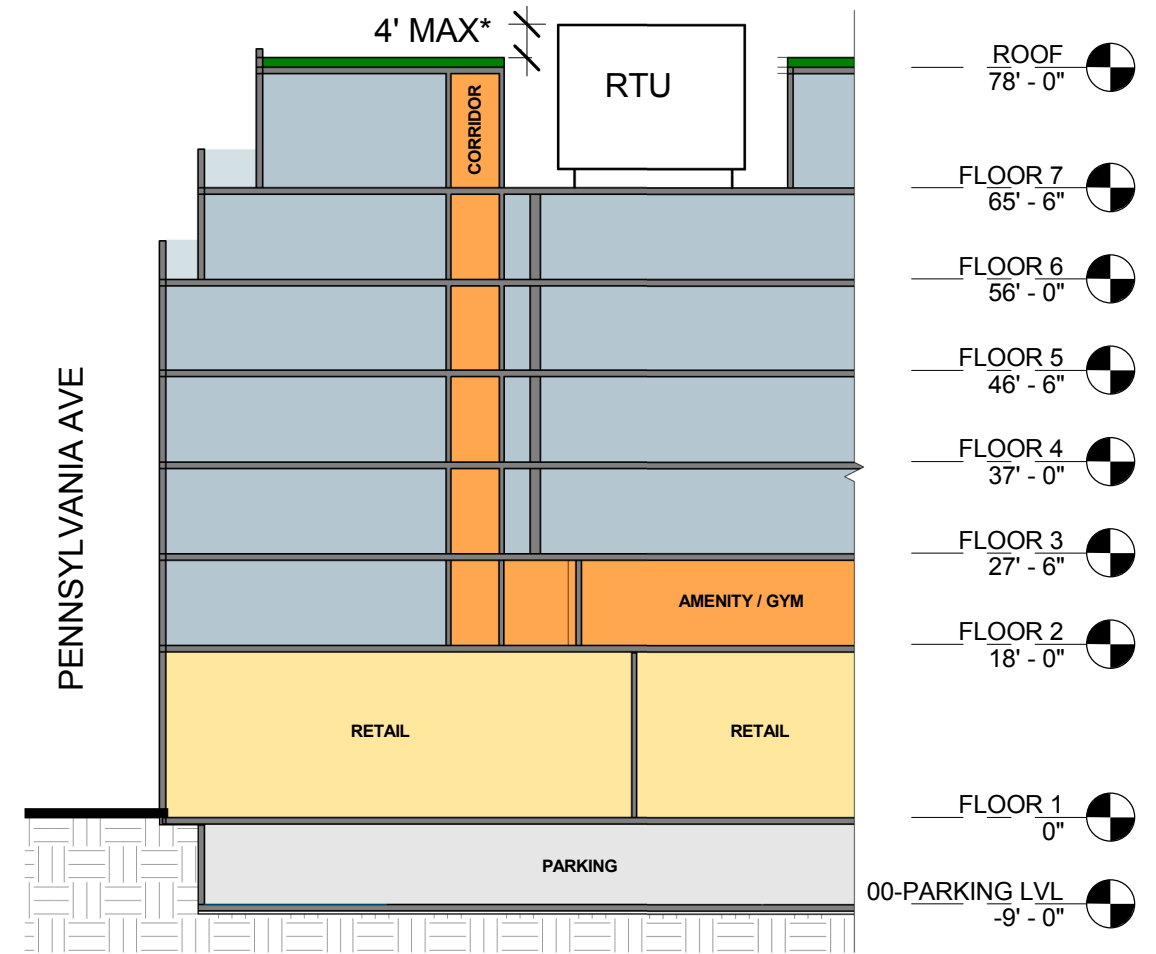 4' MAX*
RTU
CORRIDOR
PENNSYLVANIA AVE
AMENITY / GYM
RETAIL
RETAIL
PARKING
ROOF
78' - 0"
FLOOR 7
65' - 6"
FLOOR 6
56' - 0"
FLOOR 5
46' - 6"
FLOOR 4
37' - 0"
FLOOR 3
27' - 6"
FLOOR 2
18' - 0"
FLOOR 1
0"
00-PARKING LVL
-9' - 0"